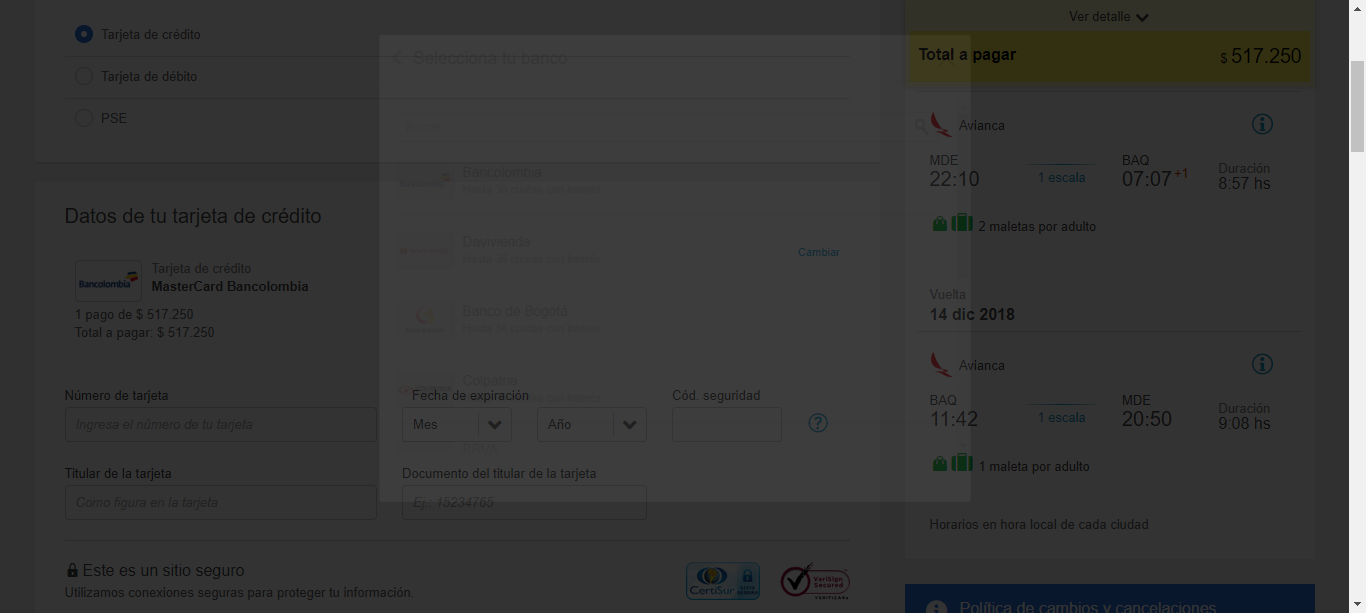 Tarjeta de crédito
Tarjeta de débito
PSE
Selecciona tu banco
Bancolombia
Davivienda
Banco de Bogotá
Colpatria
Datos de tu tarjeta de crédito
Bancolombia
Tarjeta de crédito
MasterCard Bancolombia
Cambiar
1 pago de $ 517.250
Total a pagar: $ 517.250
Número de tarjeta
Fecha de expiración
Cód. seguridad
Ingresa el número de tu tarjeta
Mes
Año
?
Titular de la tarjeta
Documento del titular de la tarjeta
Como figura en la tarjeta
Ej.: 15234765
Este es un sitio seguro
Utilizamos conexiones seguras para proteger tu información.
CertiSur
VeriSign
Secured
Ver detalle
Total a pagar
$ 517.250
Avianca
MDE
BAQ
Duración
22:10
1 escala
07:07 +1
8:57 hs
2 maletas por adulto
Vuelta
14 dic 2018
Avianca
BAQ
MDE
Duración
11:42
1 escala
20:50
9:08 hs
1 maleta por adulto
Horarios en hora local de cada ciudad
Política de cambios y cancelaciones